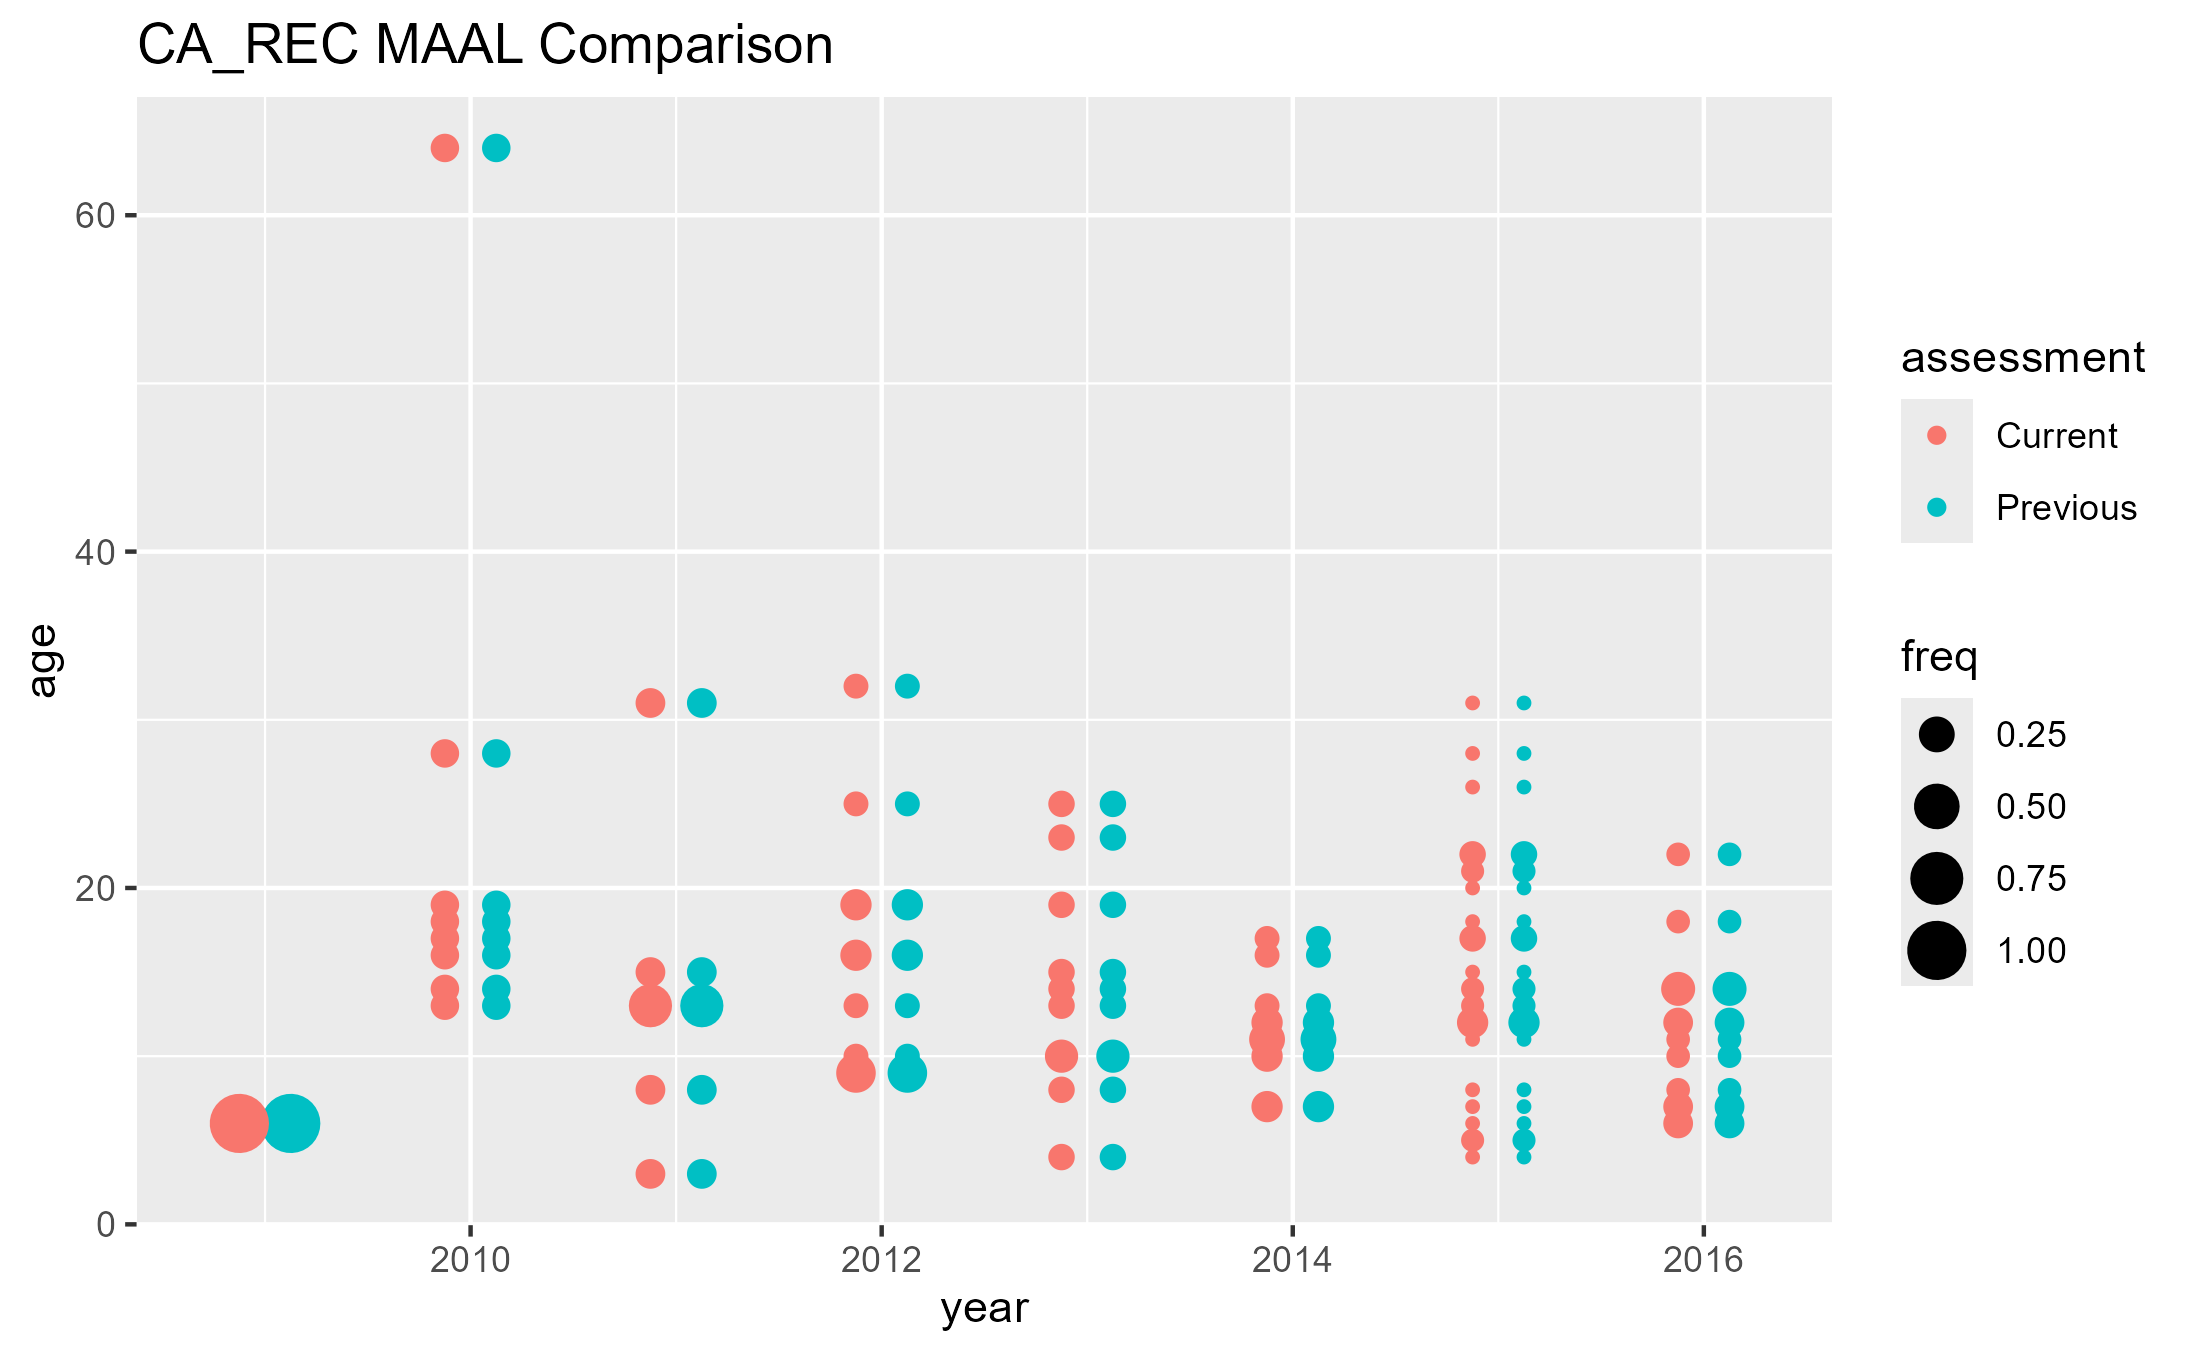 CA_REC MAAL Comparison
60
40
20
0
age
2010 2012 2014 2016
year
assessment
Current
Previous
freq
0.25
0.50
0.75
1.00